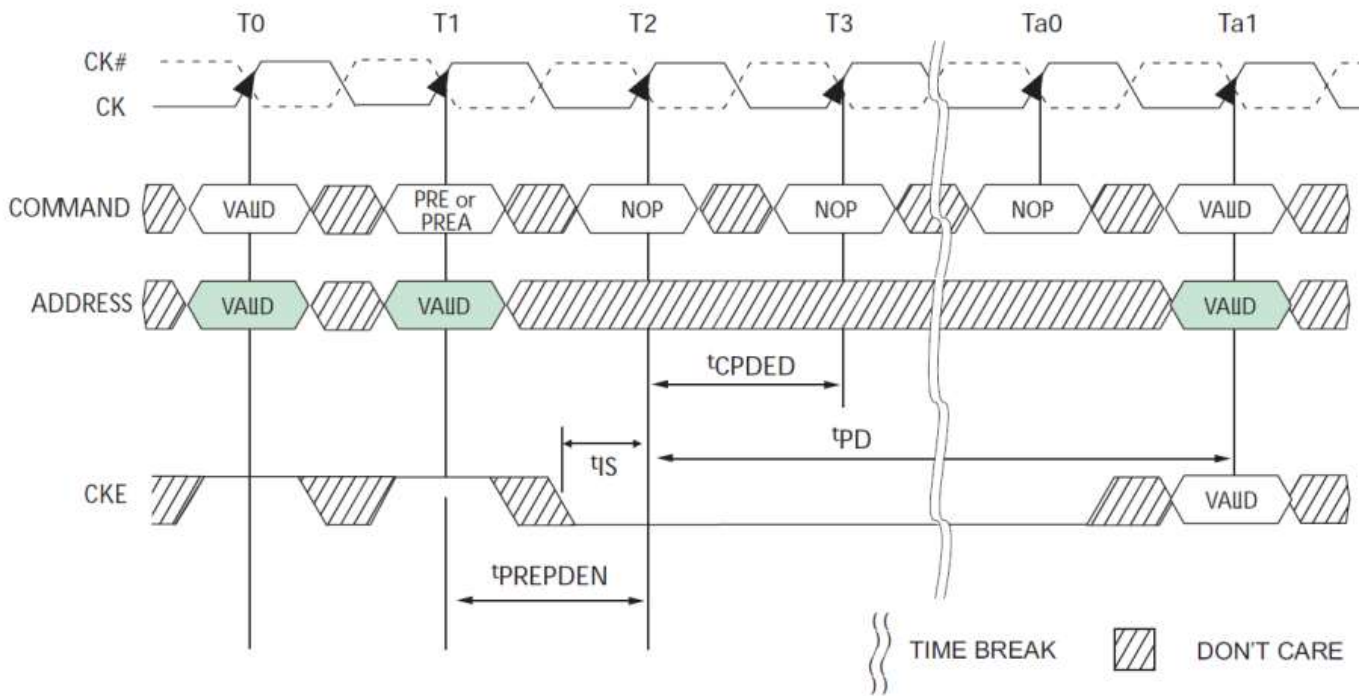 T0 T1 T2 T3 Ta0 Ta1
CK#
CK
COMMAND VALID PRE or PREA NOP NOP NOP VALID
ADDRESS VALID VALID VALID
tCPDED
tPD
tIS
CKE VALID
tPREPDEN
TIME BREAK DON'T CARE